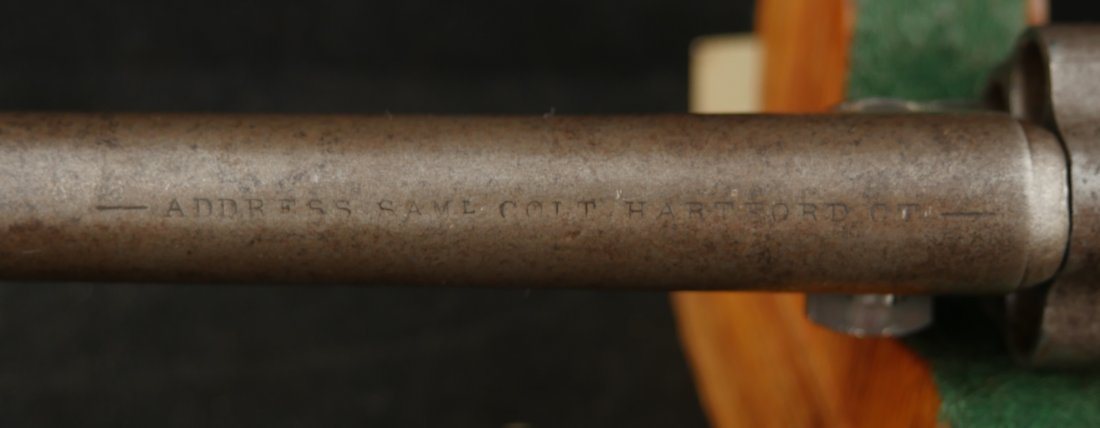 — ADDRESS SAML COLT HARTFORD CT —